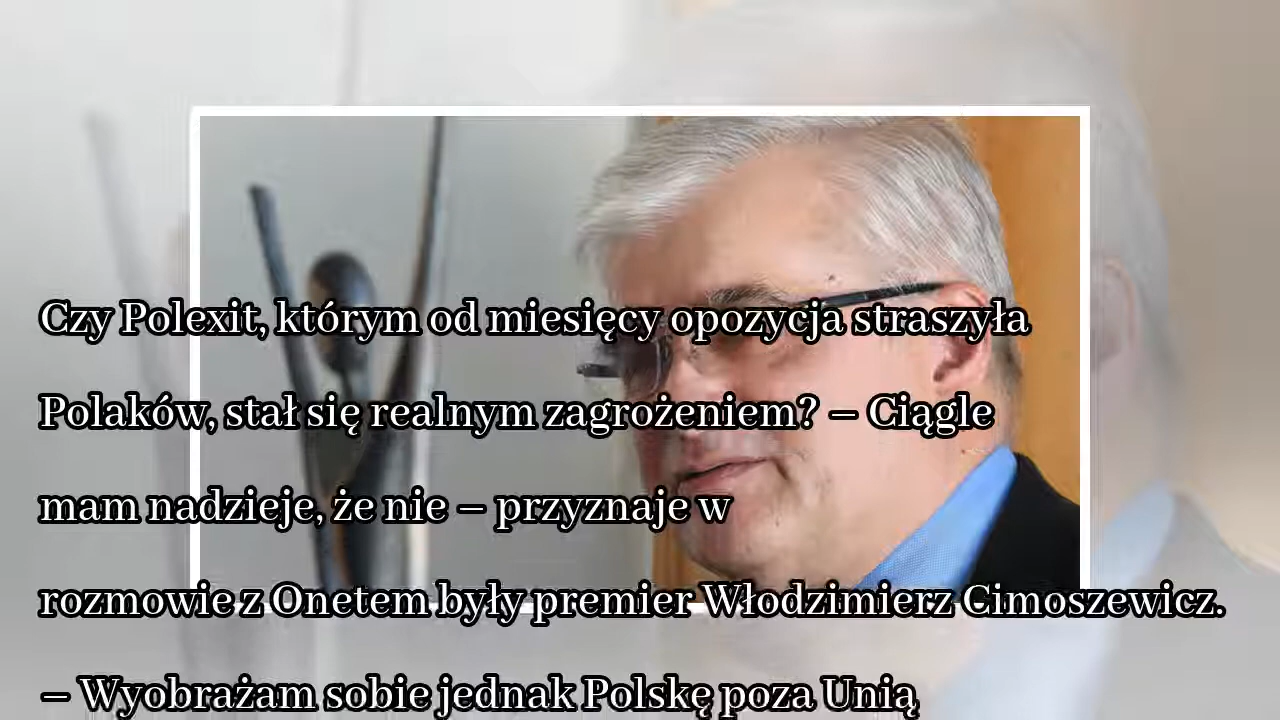 Czy Polexit, którym od miesięcy opozycja straszyła
Polaków, stał się realnym zagrożeniem? – Ciągle
mam nadzieje, że nie – przyznaje w
rozmowie z Onetem były premier Włodzimierz Cimoszewicz.
– Wyobrażam sobie jednak Polskę poza Unią